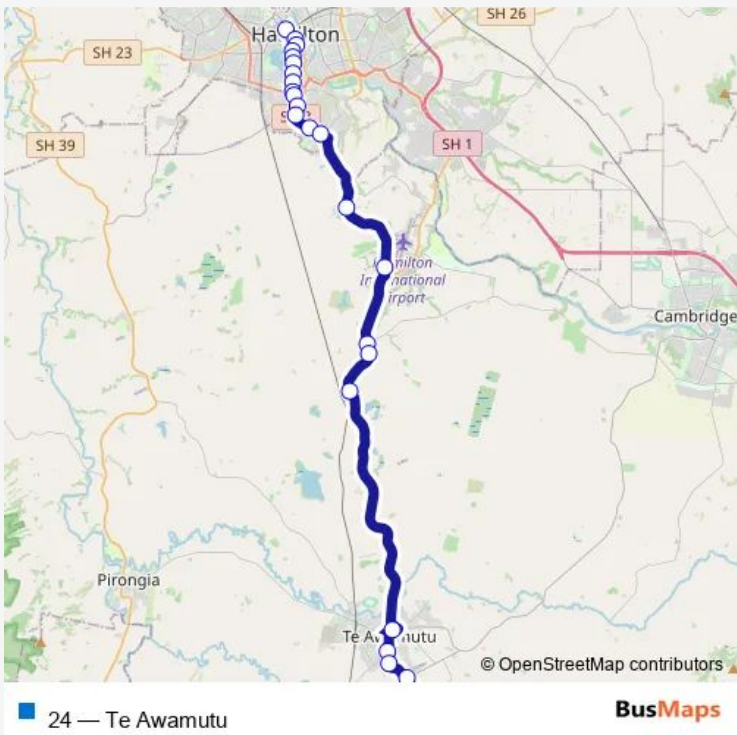 Hamilton
SH 26
SH 23
SH 39
SH 1
Hamilton
International
Airport
Cambridge
Pirongia
Te Awamutu
© OpenStreetMap contributors
24 — Te Awamutu
BusMaps